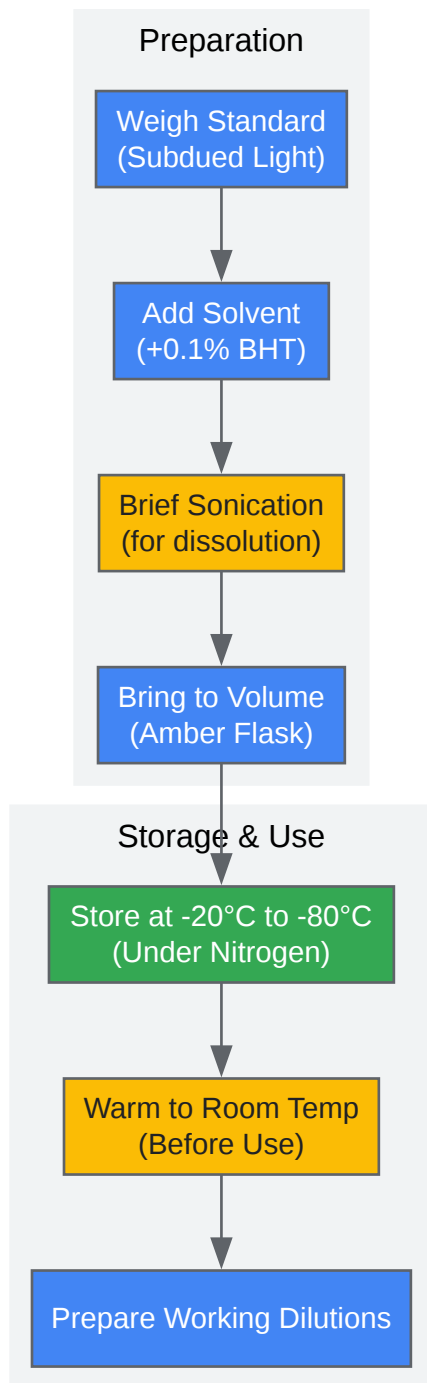 Preparation
Weigh Standard
(Subdued Light)
Add Solvent
(+0.1% BHT)
Brief Sonication
(for dissolution)
Bring to Volume
(Amber Flask)
Storage & Use
Store at -20°C to -80°C
(Under Nitrogen)
Warm to Room Temp
(Before Use)
Prepare Working Dilutions